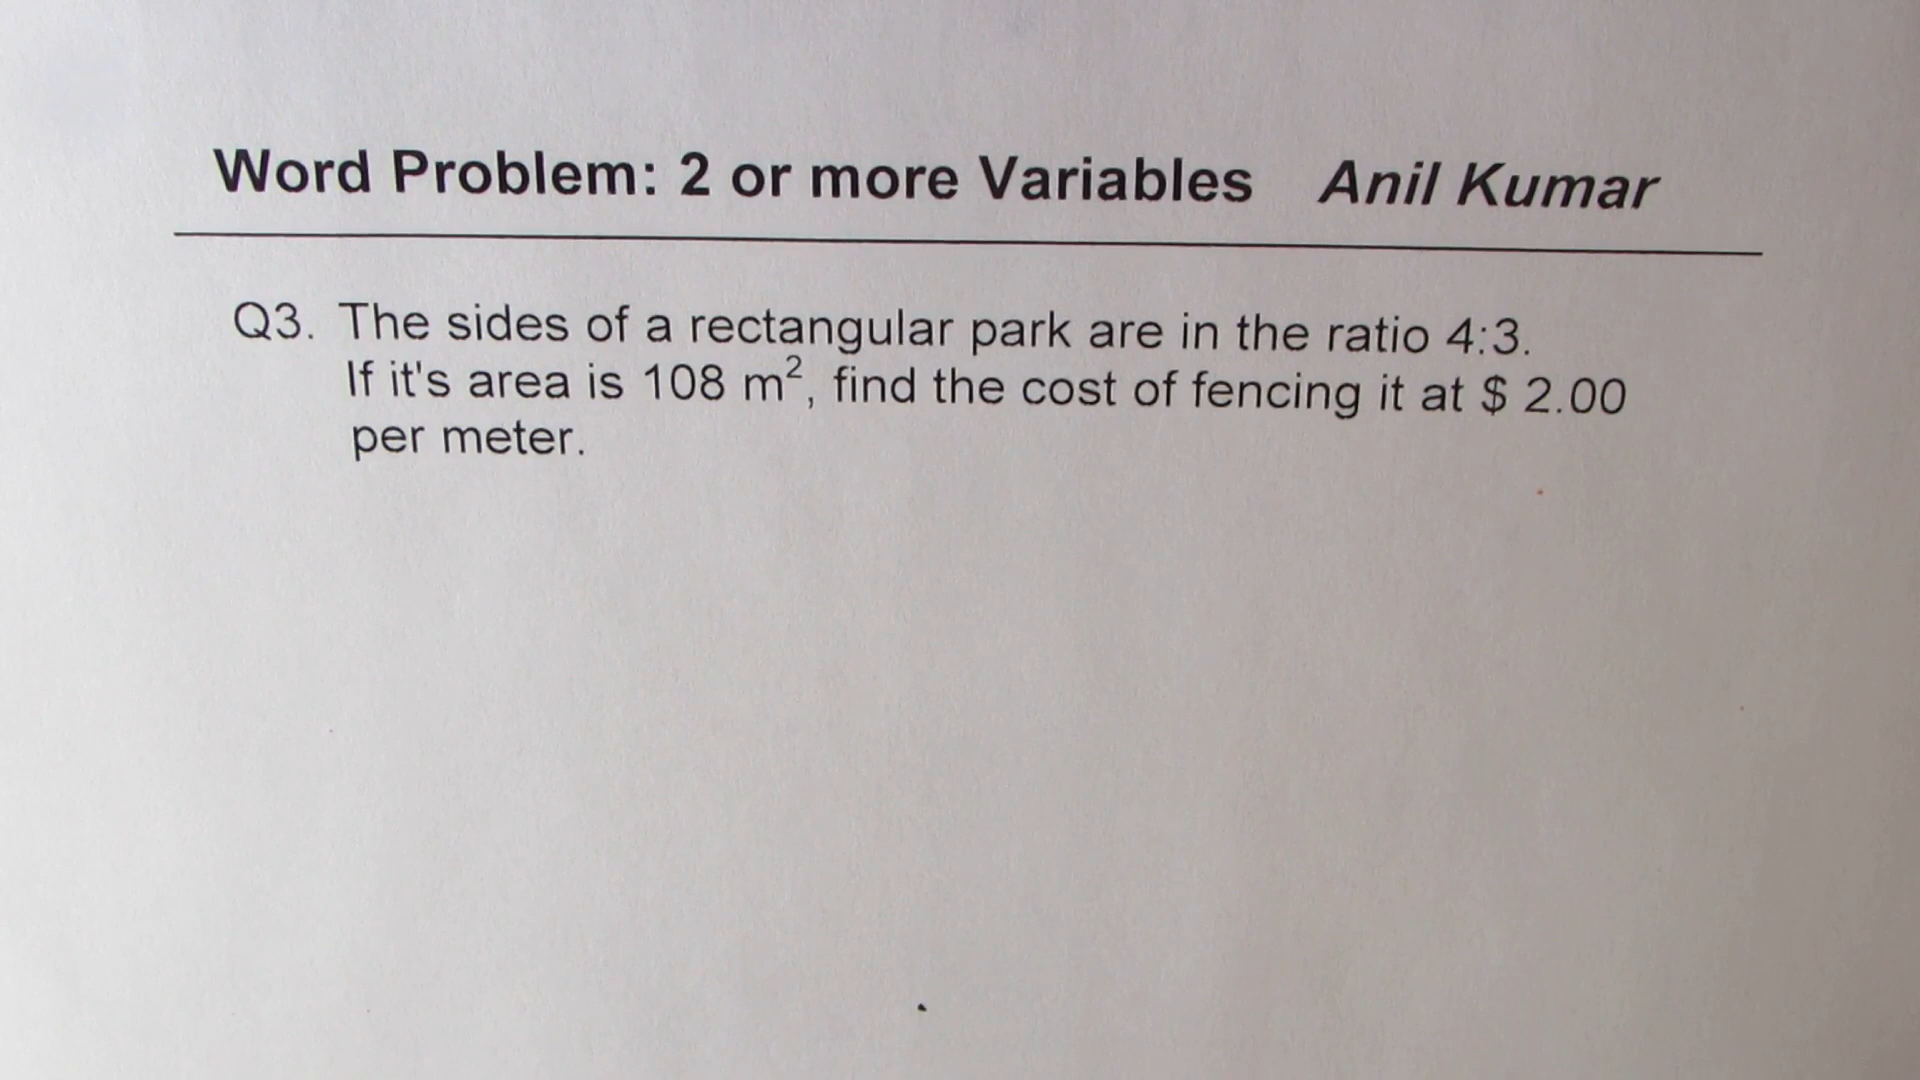 Word Problem: 2 or more Variables Anil Kumar
Q3. The sides of a rectangular park are in the ratio 4:3.
If it's area is 108 m², find the cost of fencing it at $ 2.00
per meter.